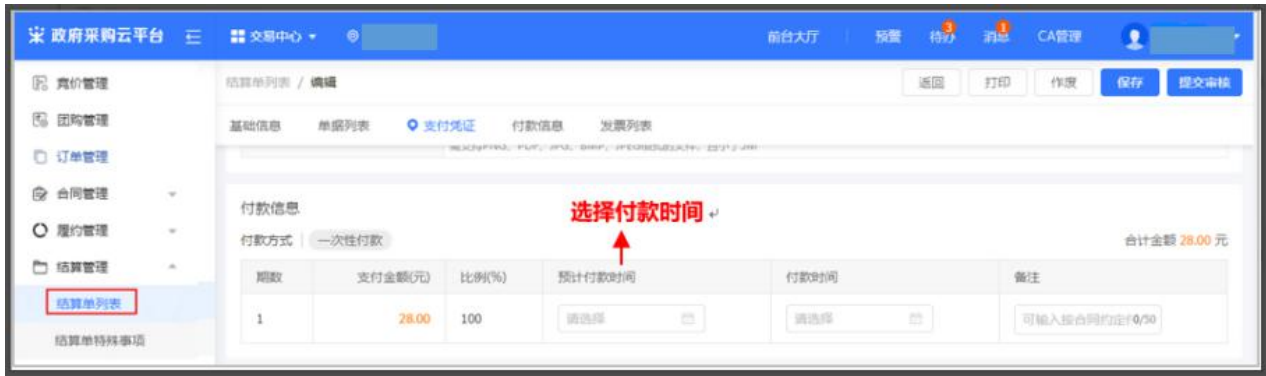 政府采购云平台
交易中心
前台大厅
预警
待办
3
消息
1
CA管理
竞价管理
团购管理
订单管理
合同管理
履约管理
结算管理
结算单列表
结算单特殊事项
结算单列表 / 编辑
返回
打印
作废
保存
提交审核
基础信息
单据列表
支付凭证
付款信息
发票列表
付款信息
选择付款时间
付款方式
一次性付款
合计金额 28.00 元
期数 支付金额(元) 比例(%) 预计付款时间 付款时间 备注
1 28.00 100 请选择 请选择 可输入按合同约定 0/50